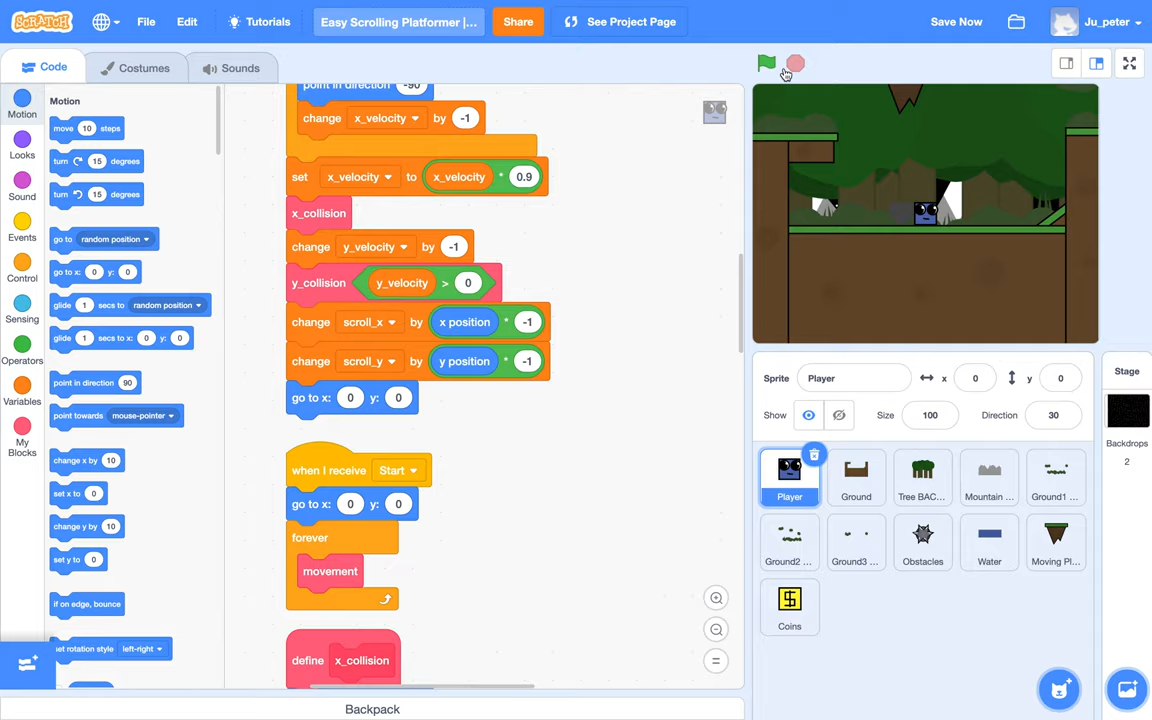 SCRATCH
File
Edit
Tutorials
Easy Scrolling Platformer |...
Share
See Project Page
Save Now
Ju_peter
Code
Costumes
Sounds
Motion
Looks
Sound
Events
Control
Sensing
Operators
Variables
My
Blocks
Motion
move 10 steps
turn 15 degrees
turn 15 degrees
go to random position
go to x: 0 y: 0
glide 1 secs to random position
glide 1 secs to x: 0 y: 0
point in direction 90
point towards mouse-pointer
change x by 10
set x to 0
change y by 10
set y to 0
if on edge, bounce
set rotation style left-right
point in direction -90
change x_velocity by -1
set x_velocity to x_velocity * 0.9
x_collision
change y_velocity by -1
y_collision y_velocity > 0
change scroll_x by x position * -1
change scroll_y by y position * -1
go to x: 0 y: 0
when I receive Start
go to x: 0 y: 0
forever
movement
define x_collision
Backpack
Sprite Player x 0 y 0
Show Size 100 Direction 30
Player
Ground
Tree BAC...
Mountain ...
Ground1 ...
Ground2 ...
Ground3 ...
Obstacles
Water
Moving Pl...
$
Coins
Stage
Backdrops
2